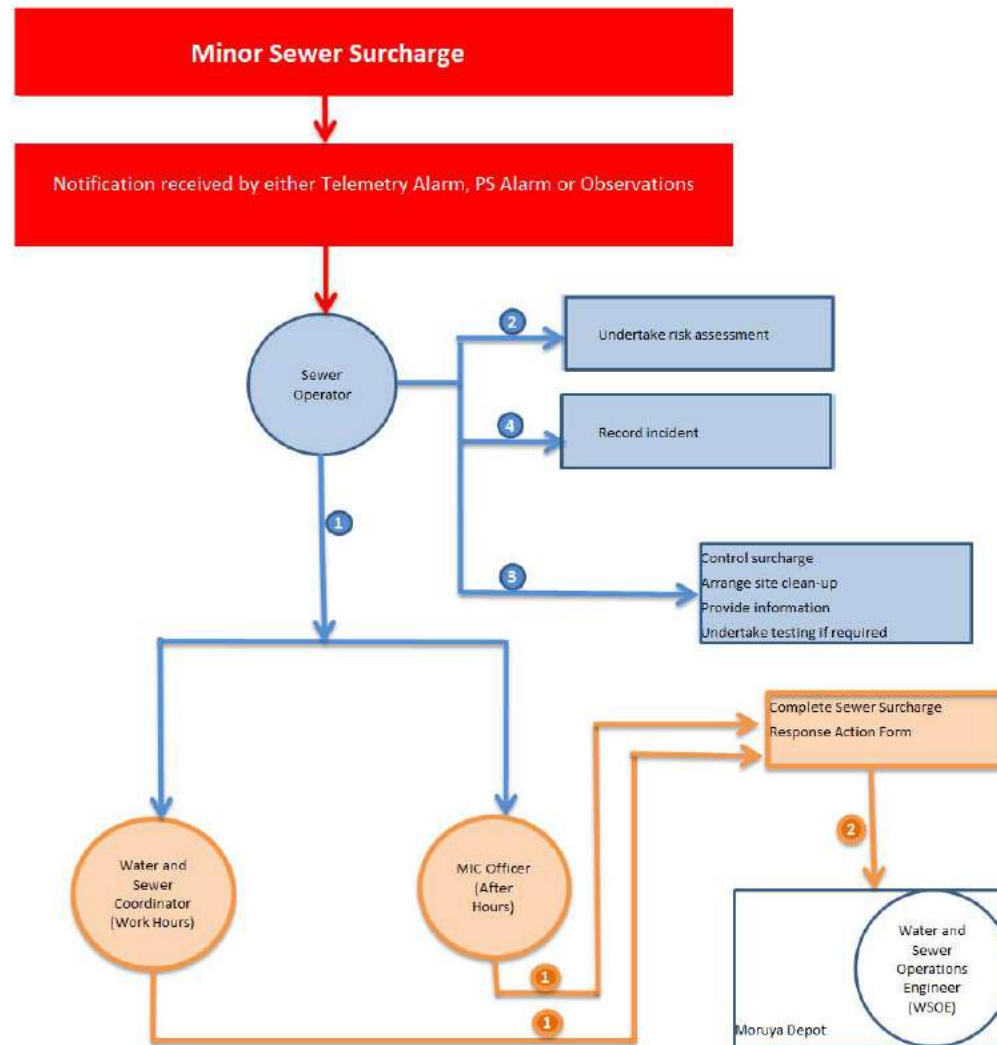 Minor Sewer Surcharge
Notification received by either Telemetry Alarm, PS Alarm or Observations
Sewer
Operator
2
Undertake risk assessment
4
Record incident
1
3
Control surcharge
Arrange site clean-up
Provide information
Undertake testing if required
Complete Sewer Surcharge
Response Action Form
2
Water and
Sewer
Coordinator
(Work Hours)
MIC Officer
(After
Hours)
1
1
Water and
Sewer
Operations
Engineer
(WSOE)
Moruya Depot